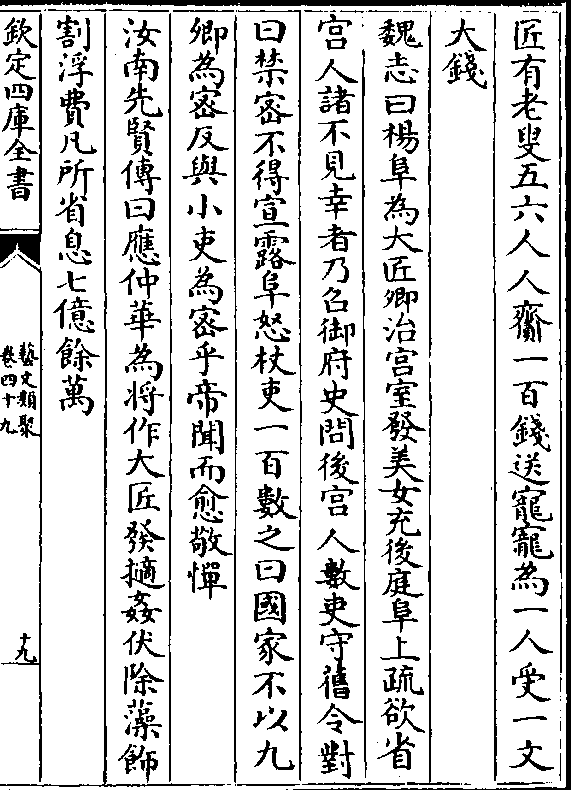 匠有老叟五六人人齎一百錢送寵寵為一人受一文
大錢
魏志曰楊阜為大匠卿治宫室發美女充後庭阜上疏欲省
宫人諸不見幸者乃召御府史問後宫人數吏守舊令對
曰禁密不得宣露阜怒杖吏一百數之曰國家不以九
卿為密反與小吏為密乎帝聞而愈敬憚
汝南先賢傳曰應仲華為将作大匠發擿姦伏除藻飾
割浮費凡所省息七億餘萬
欽定四庫全書
藝文類聚
卷四十九
十九